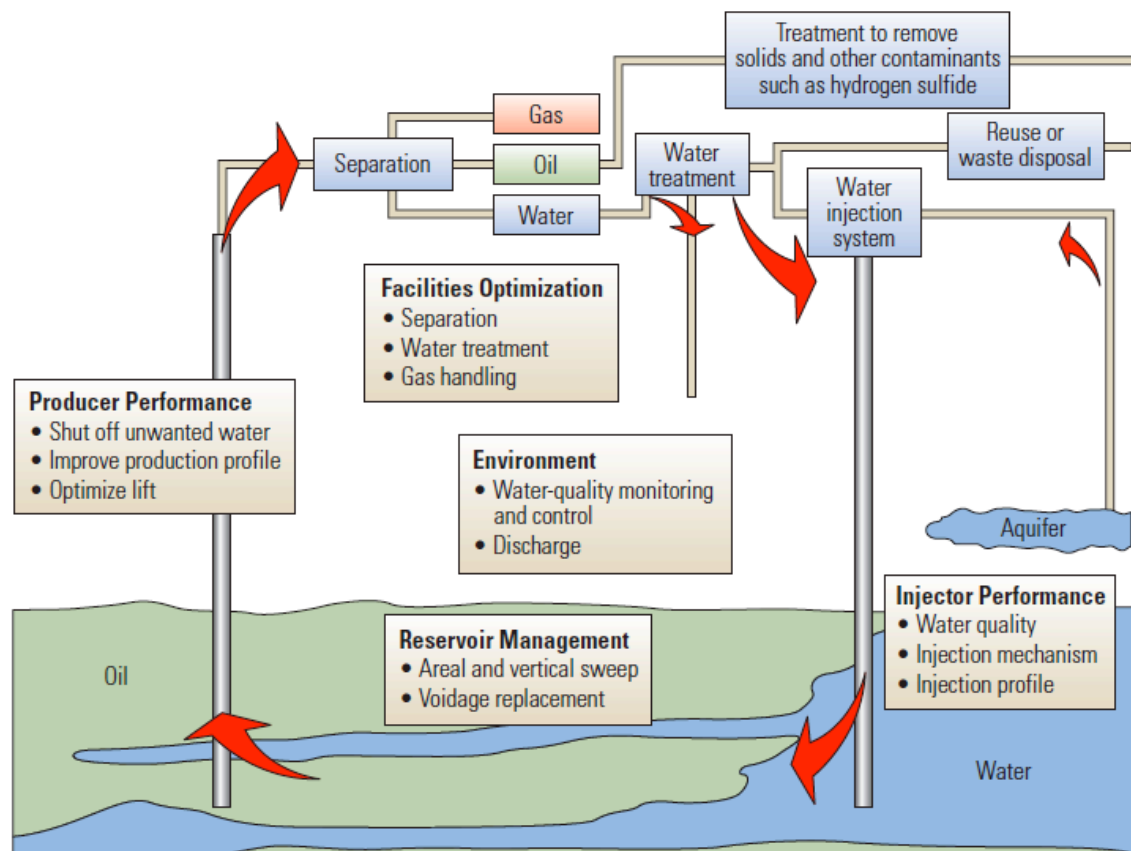 Treatment to remove
solids and other contaminants
such as hydrogen sulfide
Gas
Reuse or
waste disposal
Separation
Oil
Water
treatment
Water
Water
injection
system
Facilities Optimization
• Separation
• Water treatment
• Gas handling
Producer Performance
• Shut off unwanted water
• Improve production profile
• Optimize lift
Environment
• Water-quality monitoring
and control
• Discharge
Aquifer
Injector Performance
• Water quality
• Injection mechanism
• Injection profile
Reservoir Management
• Areal and vertical sweep
• Voidage replacement
Oil
Water